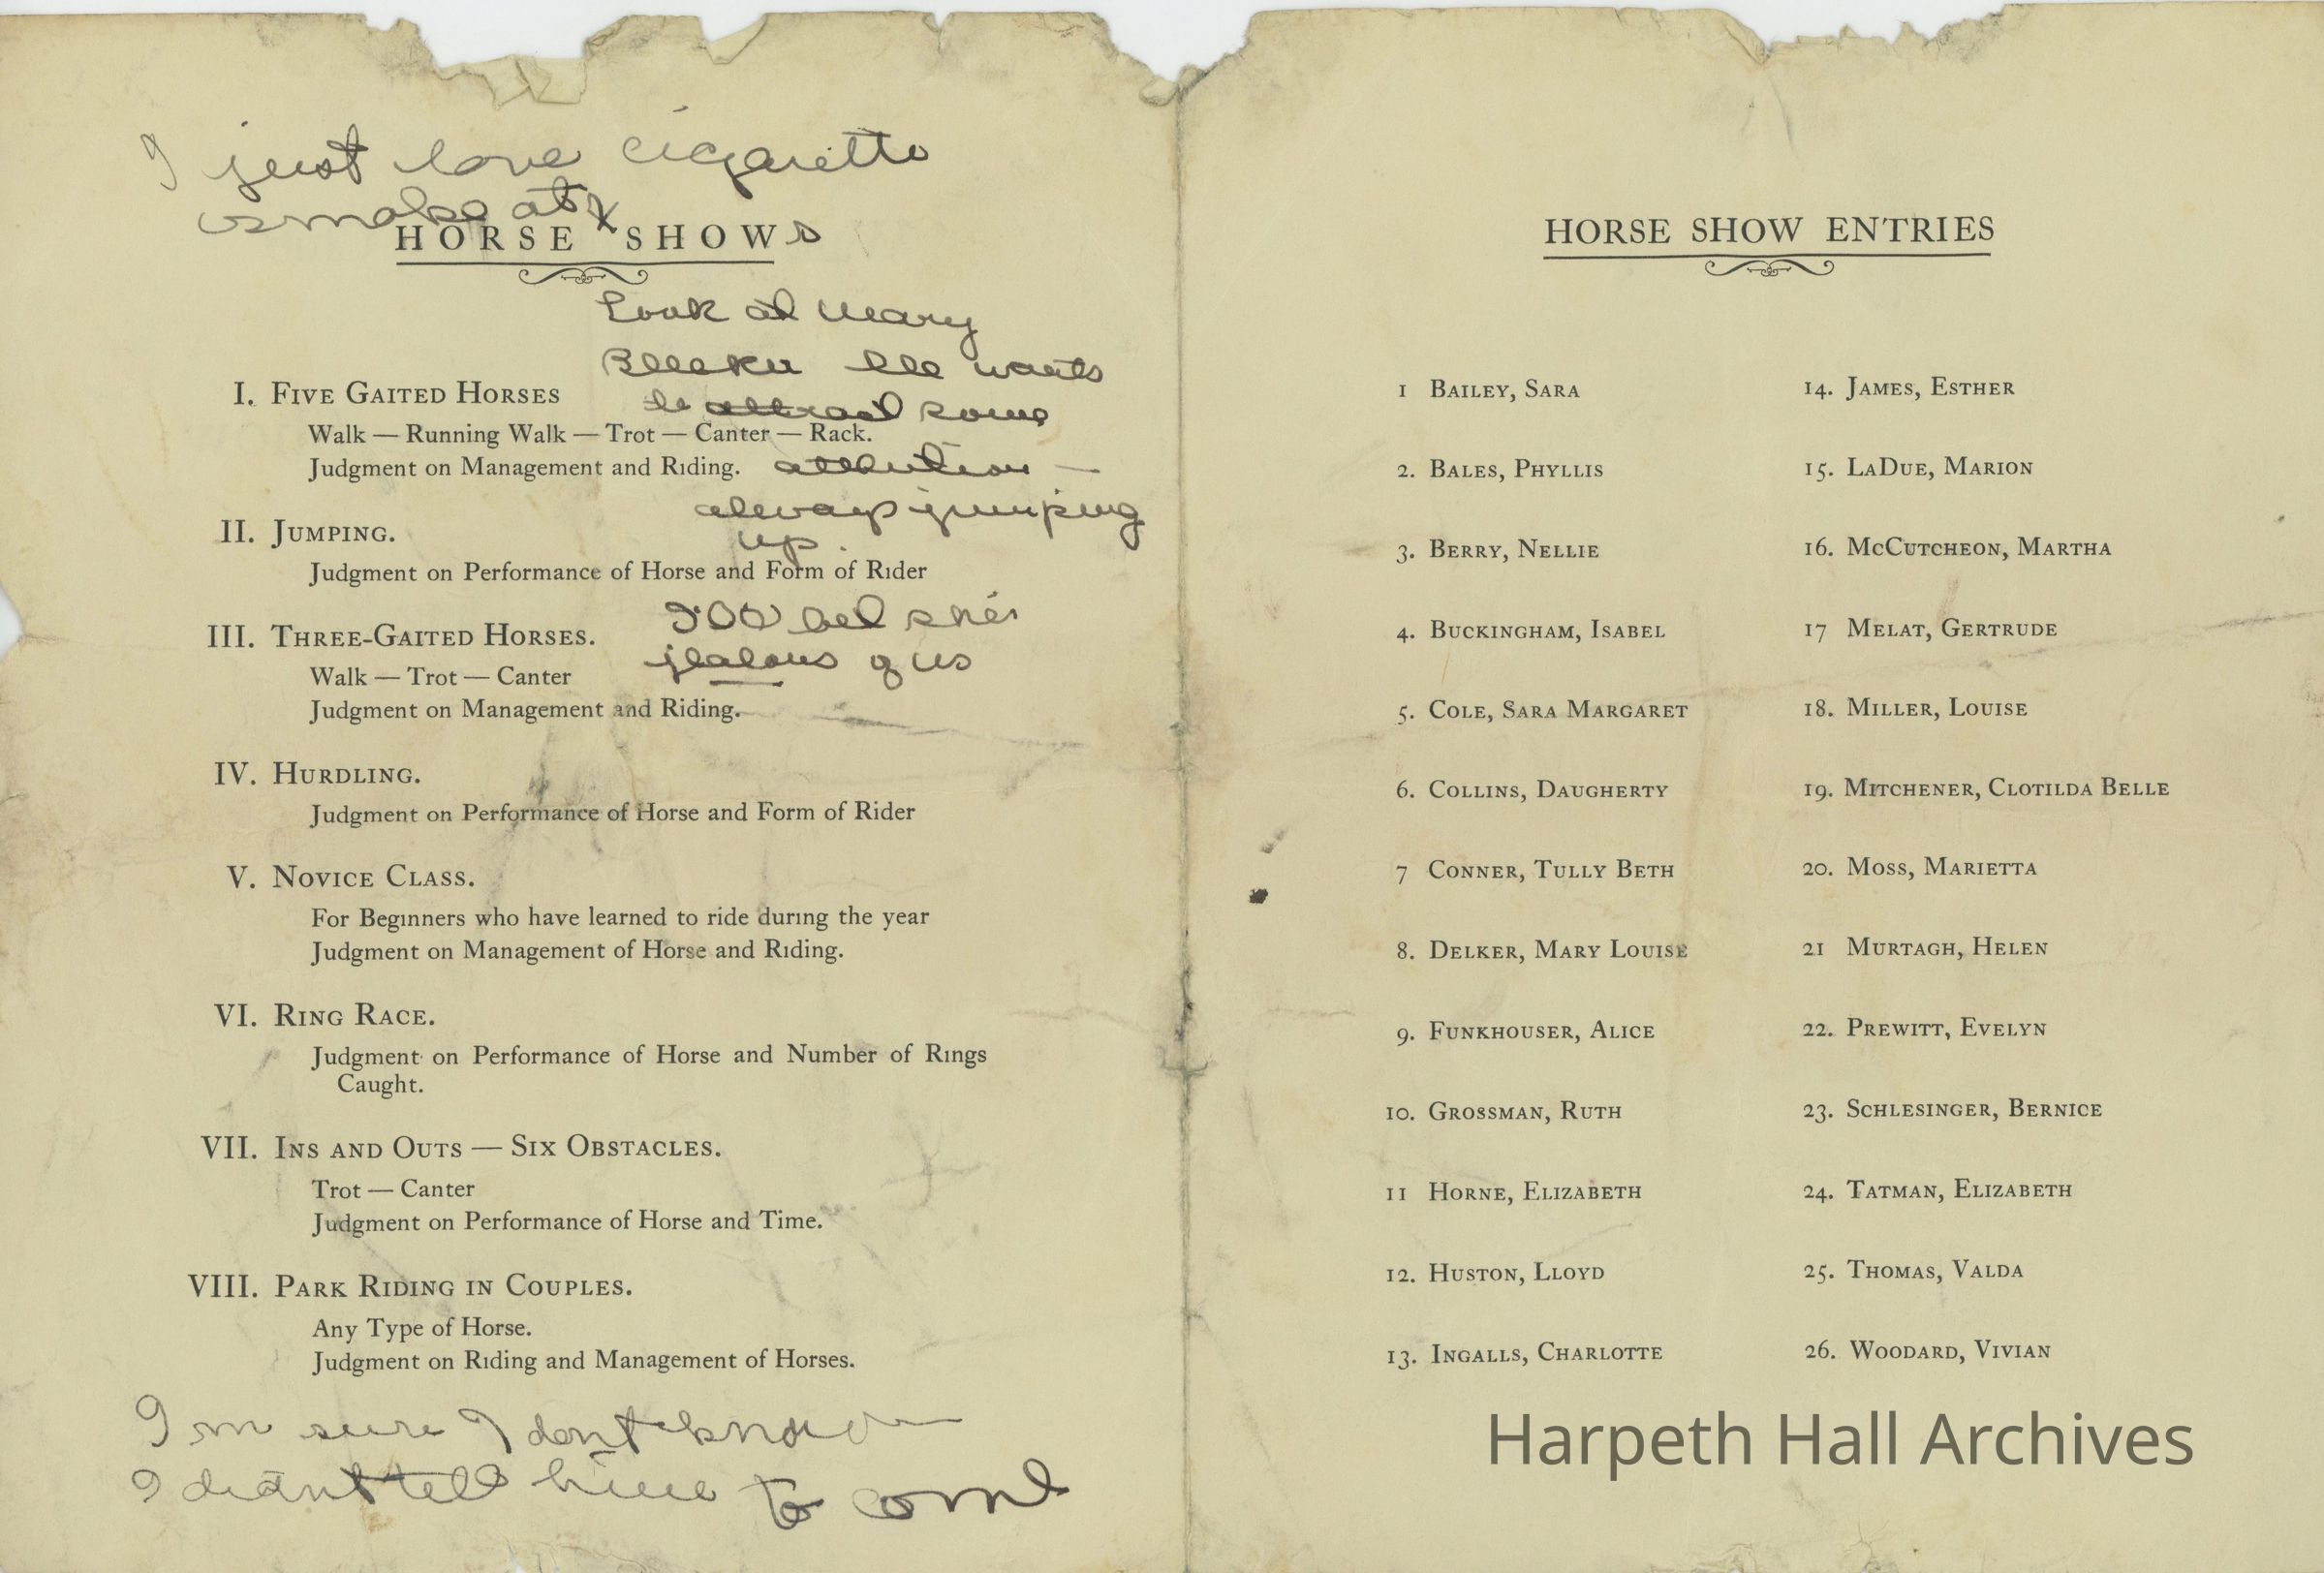 I just love cigarette
smoke at
HORSE SHOWs
Look at Mary
Bleeker she wants
to attract some
attention —
always jumping
up.
I. FIVE GAITED HORSES
Walk — Running Walk — Trot — Canter — Rack.
Judgment on Management and Riding.
II. JUMPING.
Judgment on Performance of Horse and Form of Rider
bet she's
jealous of us
III. THREE-GAITED HORSES.
Walk — Trot — Canter
Judgment on Management and Riding.
IV. HURDLING.
Judgment on Performance of Horse and Form of Rider
V. NOVICE CLASS.
For Beginners who have learned to ride during the year
Judgment on Management of Horse and Riding.
VI. RING RACE.
Judgment on Performance of Horse and Number of Rings
Caught.
VII. INS AND OUTS — SIX OBSTACLES.
Trot — Canter
Judgment on Performance of Horse and Time.
VIII. PARK RIDING IN COUPLES.
Any Type of Horse.
Judgment on Riding and Management of Horses.
I'm sure I dont know —
I didn't tell him to come
HORSE SHOW ENTRIES
1 BAILEY, SARA
2. BALES, PHYLLIS
3. BERRY, NELLIE
4. BUCKINGHAM, ISABEL
5. COLE, SARA MARGARET
6. COLLINS, DAUGHERTY
7 CONNER, TULLY BETH
8. DELKER, MARY LOUISE
9. FUNKHOUSER, ALICE
10. GROSSMAN, RUTH
11 HORNE, ELIZABETH
12. HUSTON, LLOYD
13. INGALLS, CHARLOTTE
14. JAMES, ESTHER
15. LADUE, MARION
16. MCCUTCHEON, MARTHA
17 MELAT, GERTRUDE
18. MILLER, LOUISE
19. MITCHENER, CLOTILDA BELLE
20. MOSS, MARIETTA
21 MURTAGH, HELEN
22. PREWITT, EVELYN
23. SCHLESINGER, BERNICE
24. TATMAN, ELIZABETH
25. THOMAS, VALDA
26. WOODARD, VIVIAN
Harpeth Hall Archives